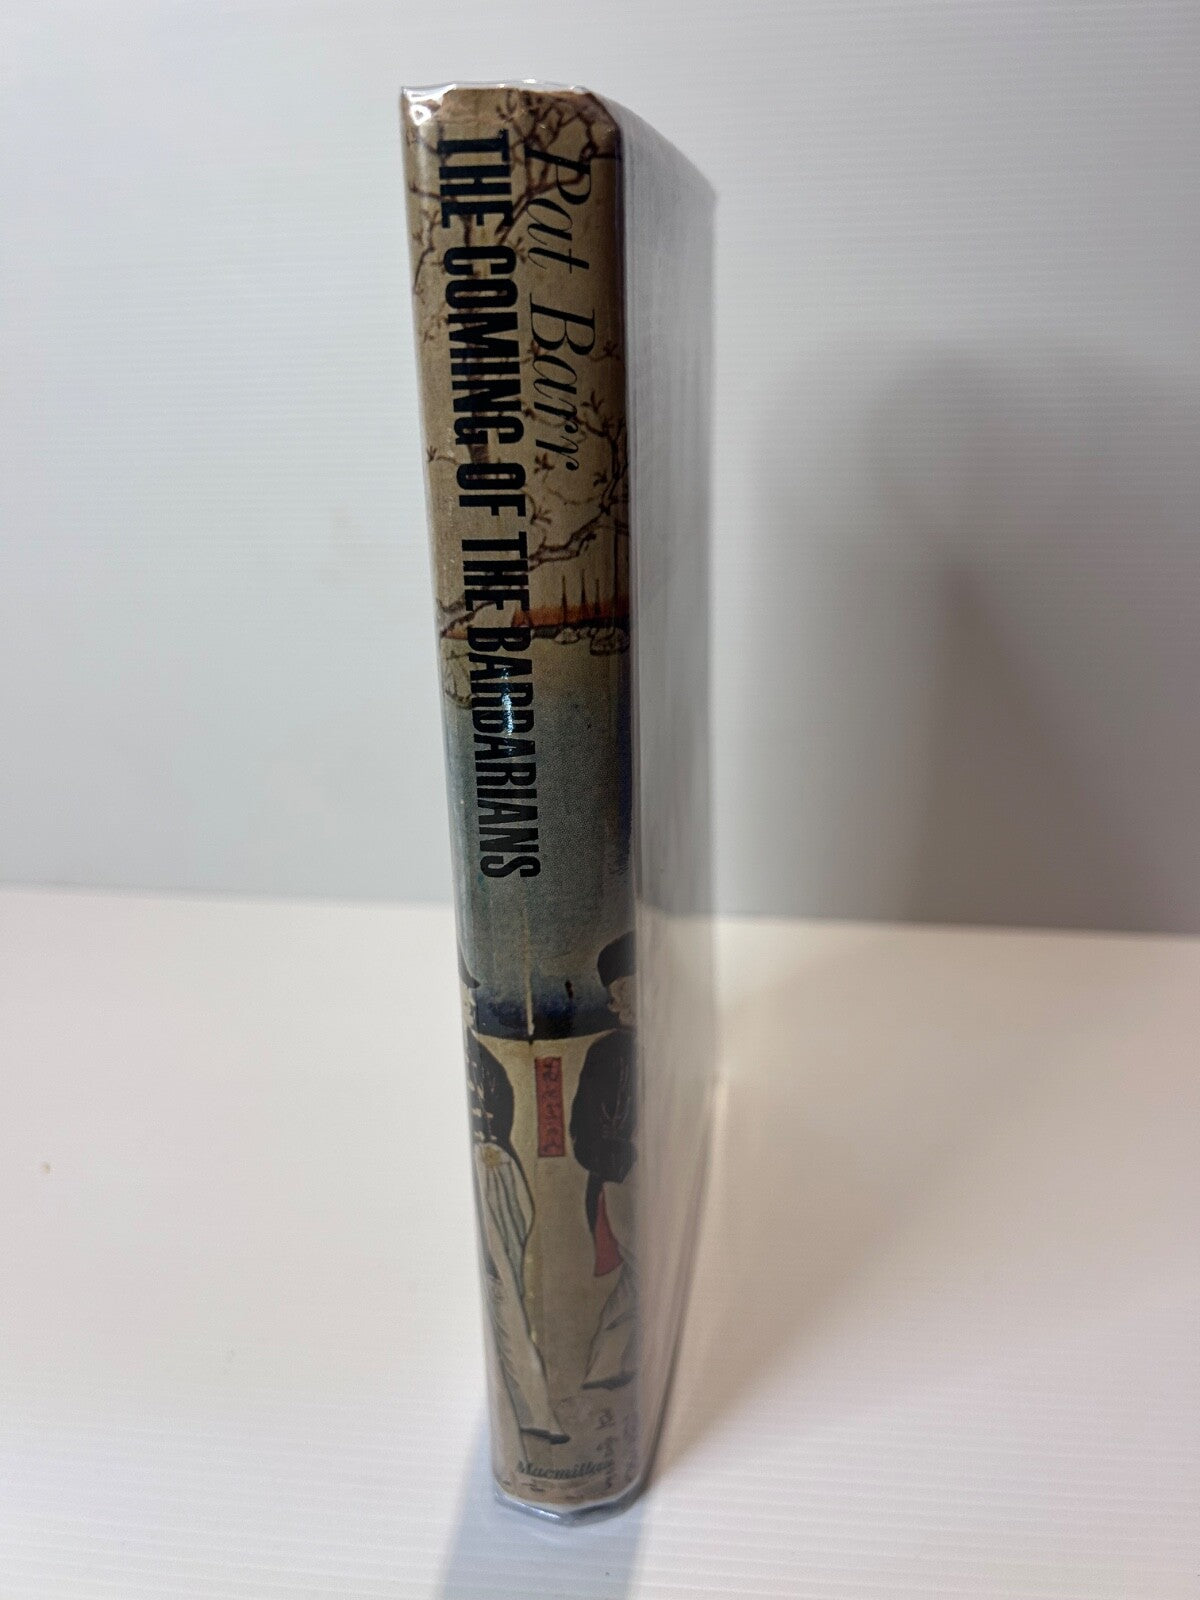 Pat Barr
THE COMING OF THE BARBARIANS
Macmillan